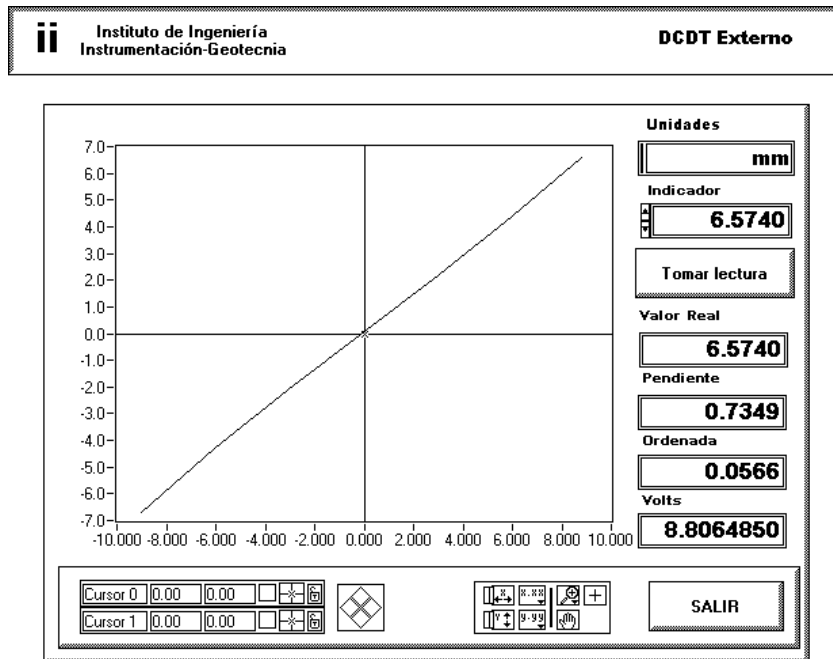 ii
Instituto de Ingeniería
Instrumentación-Geotecnia
DCDT Externo
Unidades
mm
Indicador
6.5740
Tomar lectura
Valor Real
6.5740
Pendiente
0.7349
Ordenada
0.0566
Volts
8.8064850
7.0
6.0
5.0
4.0
3.0
2.0
1.0
0.0
-1.0
-2.0
-3.0
-4.0
-5.0
-6.0
-7.0
-10.000 -8.000 -6.000 -4.000 -2.000 0.000 2.000 4.000 6.000 8.000 10.000
Cursor 0 0.00 0.00
Cursor 1 0.00 0.00
X x.xx
Y y.yy
SALIR